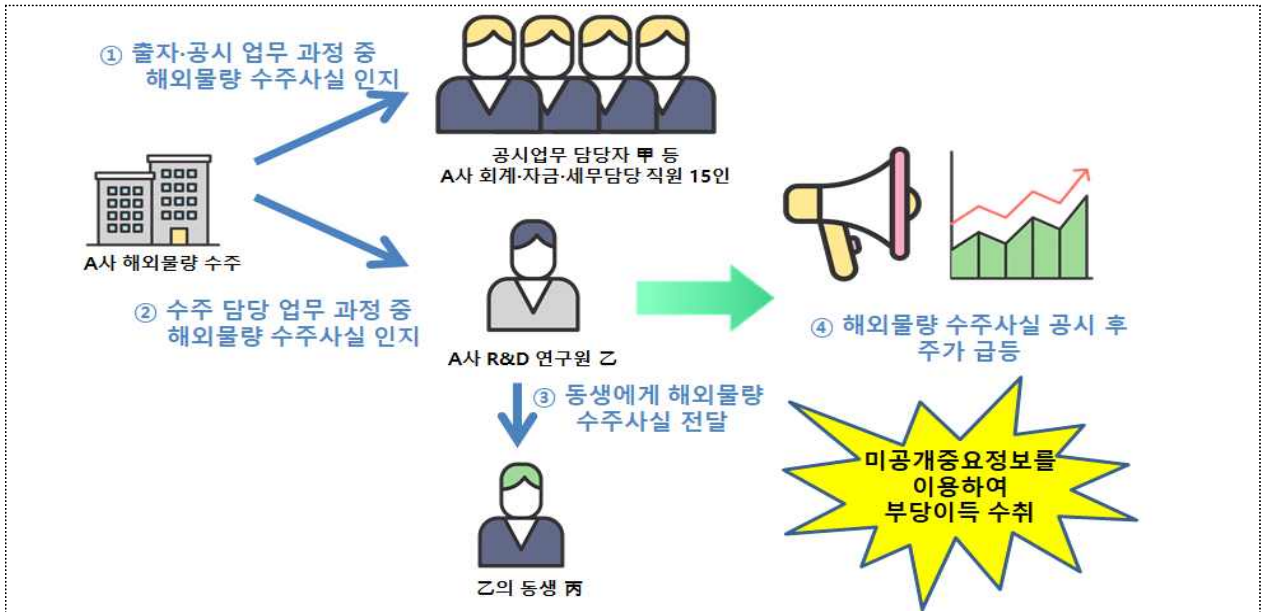 ① 출자·공시 업무 과정 중
해외물량 수주사실 인지
공시업무 담당자 甲 등
A사 회계·자금·세무담당 직원 15인
A사 해외물량 수주
② 수주 담당 업무 과정 중
해외물량 수주사실 인지
A사 R&D 연구원 乙
③ 동생에게 해외물량
수주사실 전달
乙의 동생 丙
④ 해외물량 수주사실 공시 후
주가 급등
미공개중요정보를
이용하여
부당이득 수취